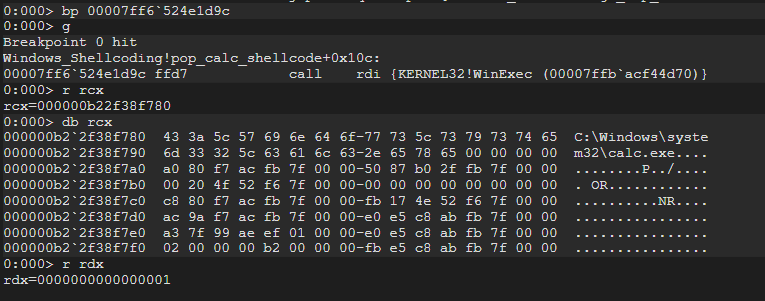 0:000> bp 00007ff6`524e1d9c
0:000> g
Breakpoint 0 hit
Windows_Shellcoding!pop_calc_shellcode+0x10c:
00007ff6`524e1d9c ffd7            call    rdi {KERNEL32!WinExec (00007ffb`acf44d70)}
0:000> r rcx
rcx=000000b22f38f780
0:000> db rcx
000000b2`2f38f780  43 3a 5c 57 69 6e 64 6f-77 73 5c 73 79 73 74 65  C:\Windows\syste
000000b2`2f38f790  6d 33 32 5c 63 61 6c 63-2e 65 78 65 00 00 00 00  m32\calc.exe....
000000b2`2f38f7a0  a0 80 f7 ac fb 7f 00 00-50 87 b0 2f fb 7f 00 00  ........P../....
000000b2`2f38f7b0  00 20 4f 52 f6 7f 00 00-00 00 00 00 00 00 00 00  . OR............
000000b2`2f38f7c0  c8 80 f7 ac fb 7f 00 00-fb 17 4e 52 f6 7f 00 00  ..........NR....
000000b2`2f38f7d0  ac 9a f7 ac fb 7f 00 00-e0 e5 c8 ab fb 7f 00 00  ................
000000b2`2f38f7e0  a3 7f 99 ae ef 01 00 00-e0 e5 c8 ab fb 7f 00 00  ................
000000b2`2f38f7f0  02 00 00 00 b2 00 00 00-fb e5 c8 ab fb 7f 00 00  ................
0:000> r rdx
rdx=0000000000000001